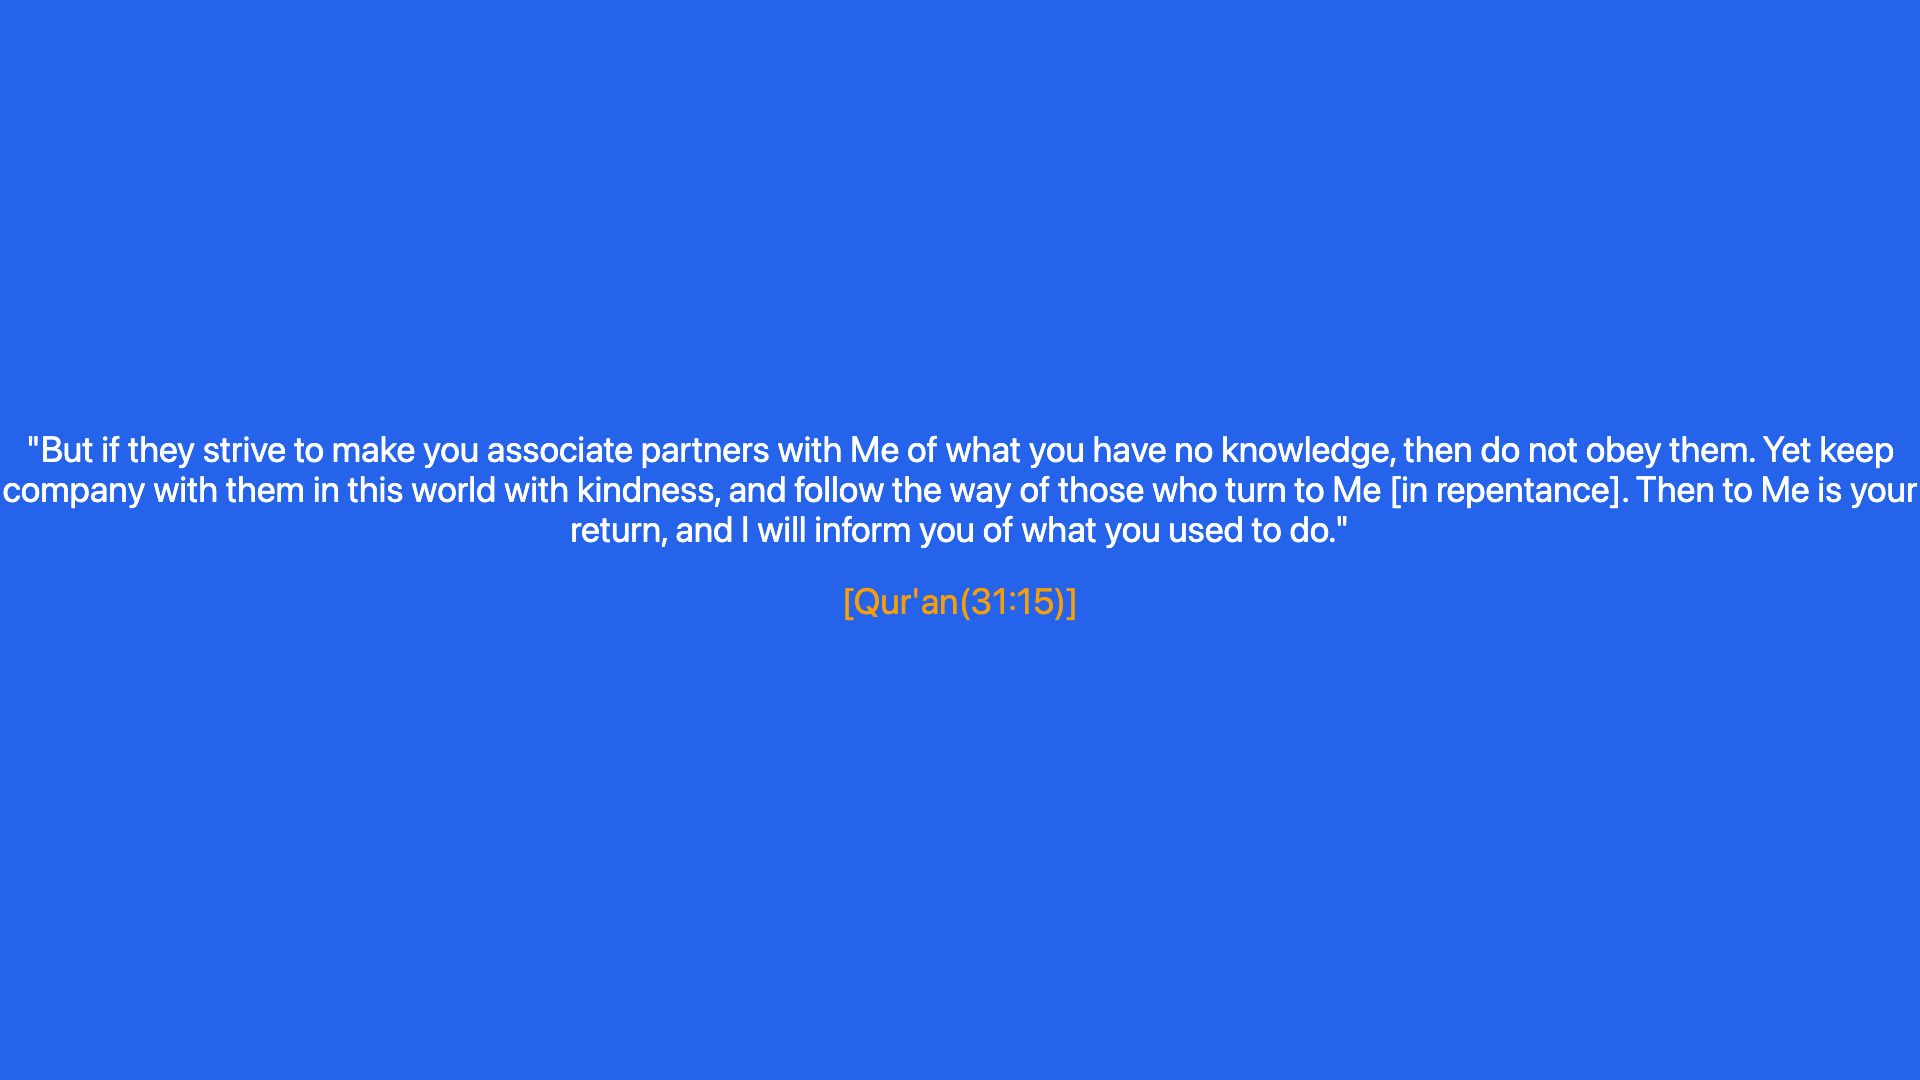 "But if they strive to make you associate partners with Me of what you have no knowledge, then do not obey them. Yet keep
company with them in this world with kindness, and follow the way of those who turn to Me [in repentance]. Then to Me is your
return, and I will inform you of what you used to do."
[Qur'an(31:15)]